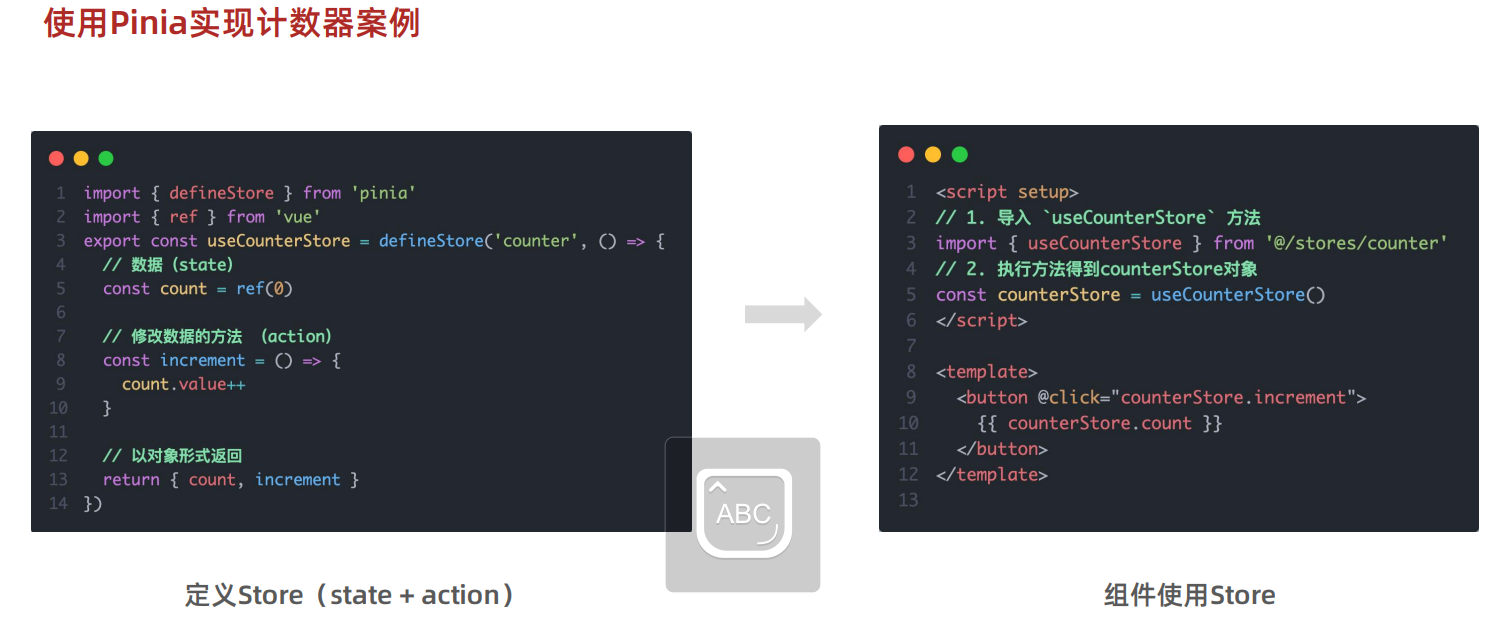 使用Pinia实现计数器案例
1 import { defineStore } from 'pinia'
2 import { ref } from 'vue'
3 export const useCounterStore = defineStore('counter', () => {
4   // 数据（state）
5   const count = ref(0)
6
7   // 修改数据的方法 （action）
8   const increment = () => {
9     count.value++
10   }
11
12   // 以对象形式返回
13   return { count, increment }
14 })
定义Store（state + action）
1 <script setup>
2 // 1. 导入 `useCounterStore` 方法
3 import { useCounterStore } from '@/stores/counter'
4 // 2. 执行方法得到counterStore对象
5 const counterStore = useCounterStore()
6 </script>
7
8 <template>
9   <button @click="counterStore.increment">
10     {{ counterStore.count }}
11   </button>
12 </template>
13
组件使用Store
ABC